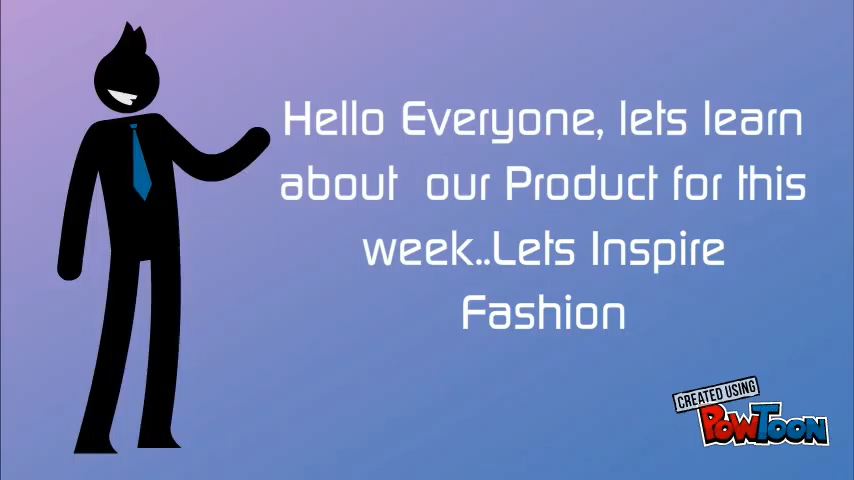 Hello Everyone, lets learn
about our Product for this
week..Lets Inspire
Fashion
CREATED USING
POWTOON